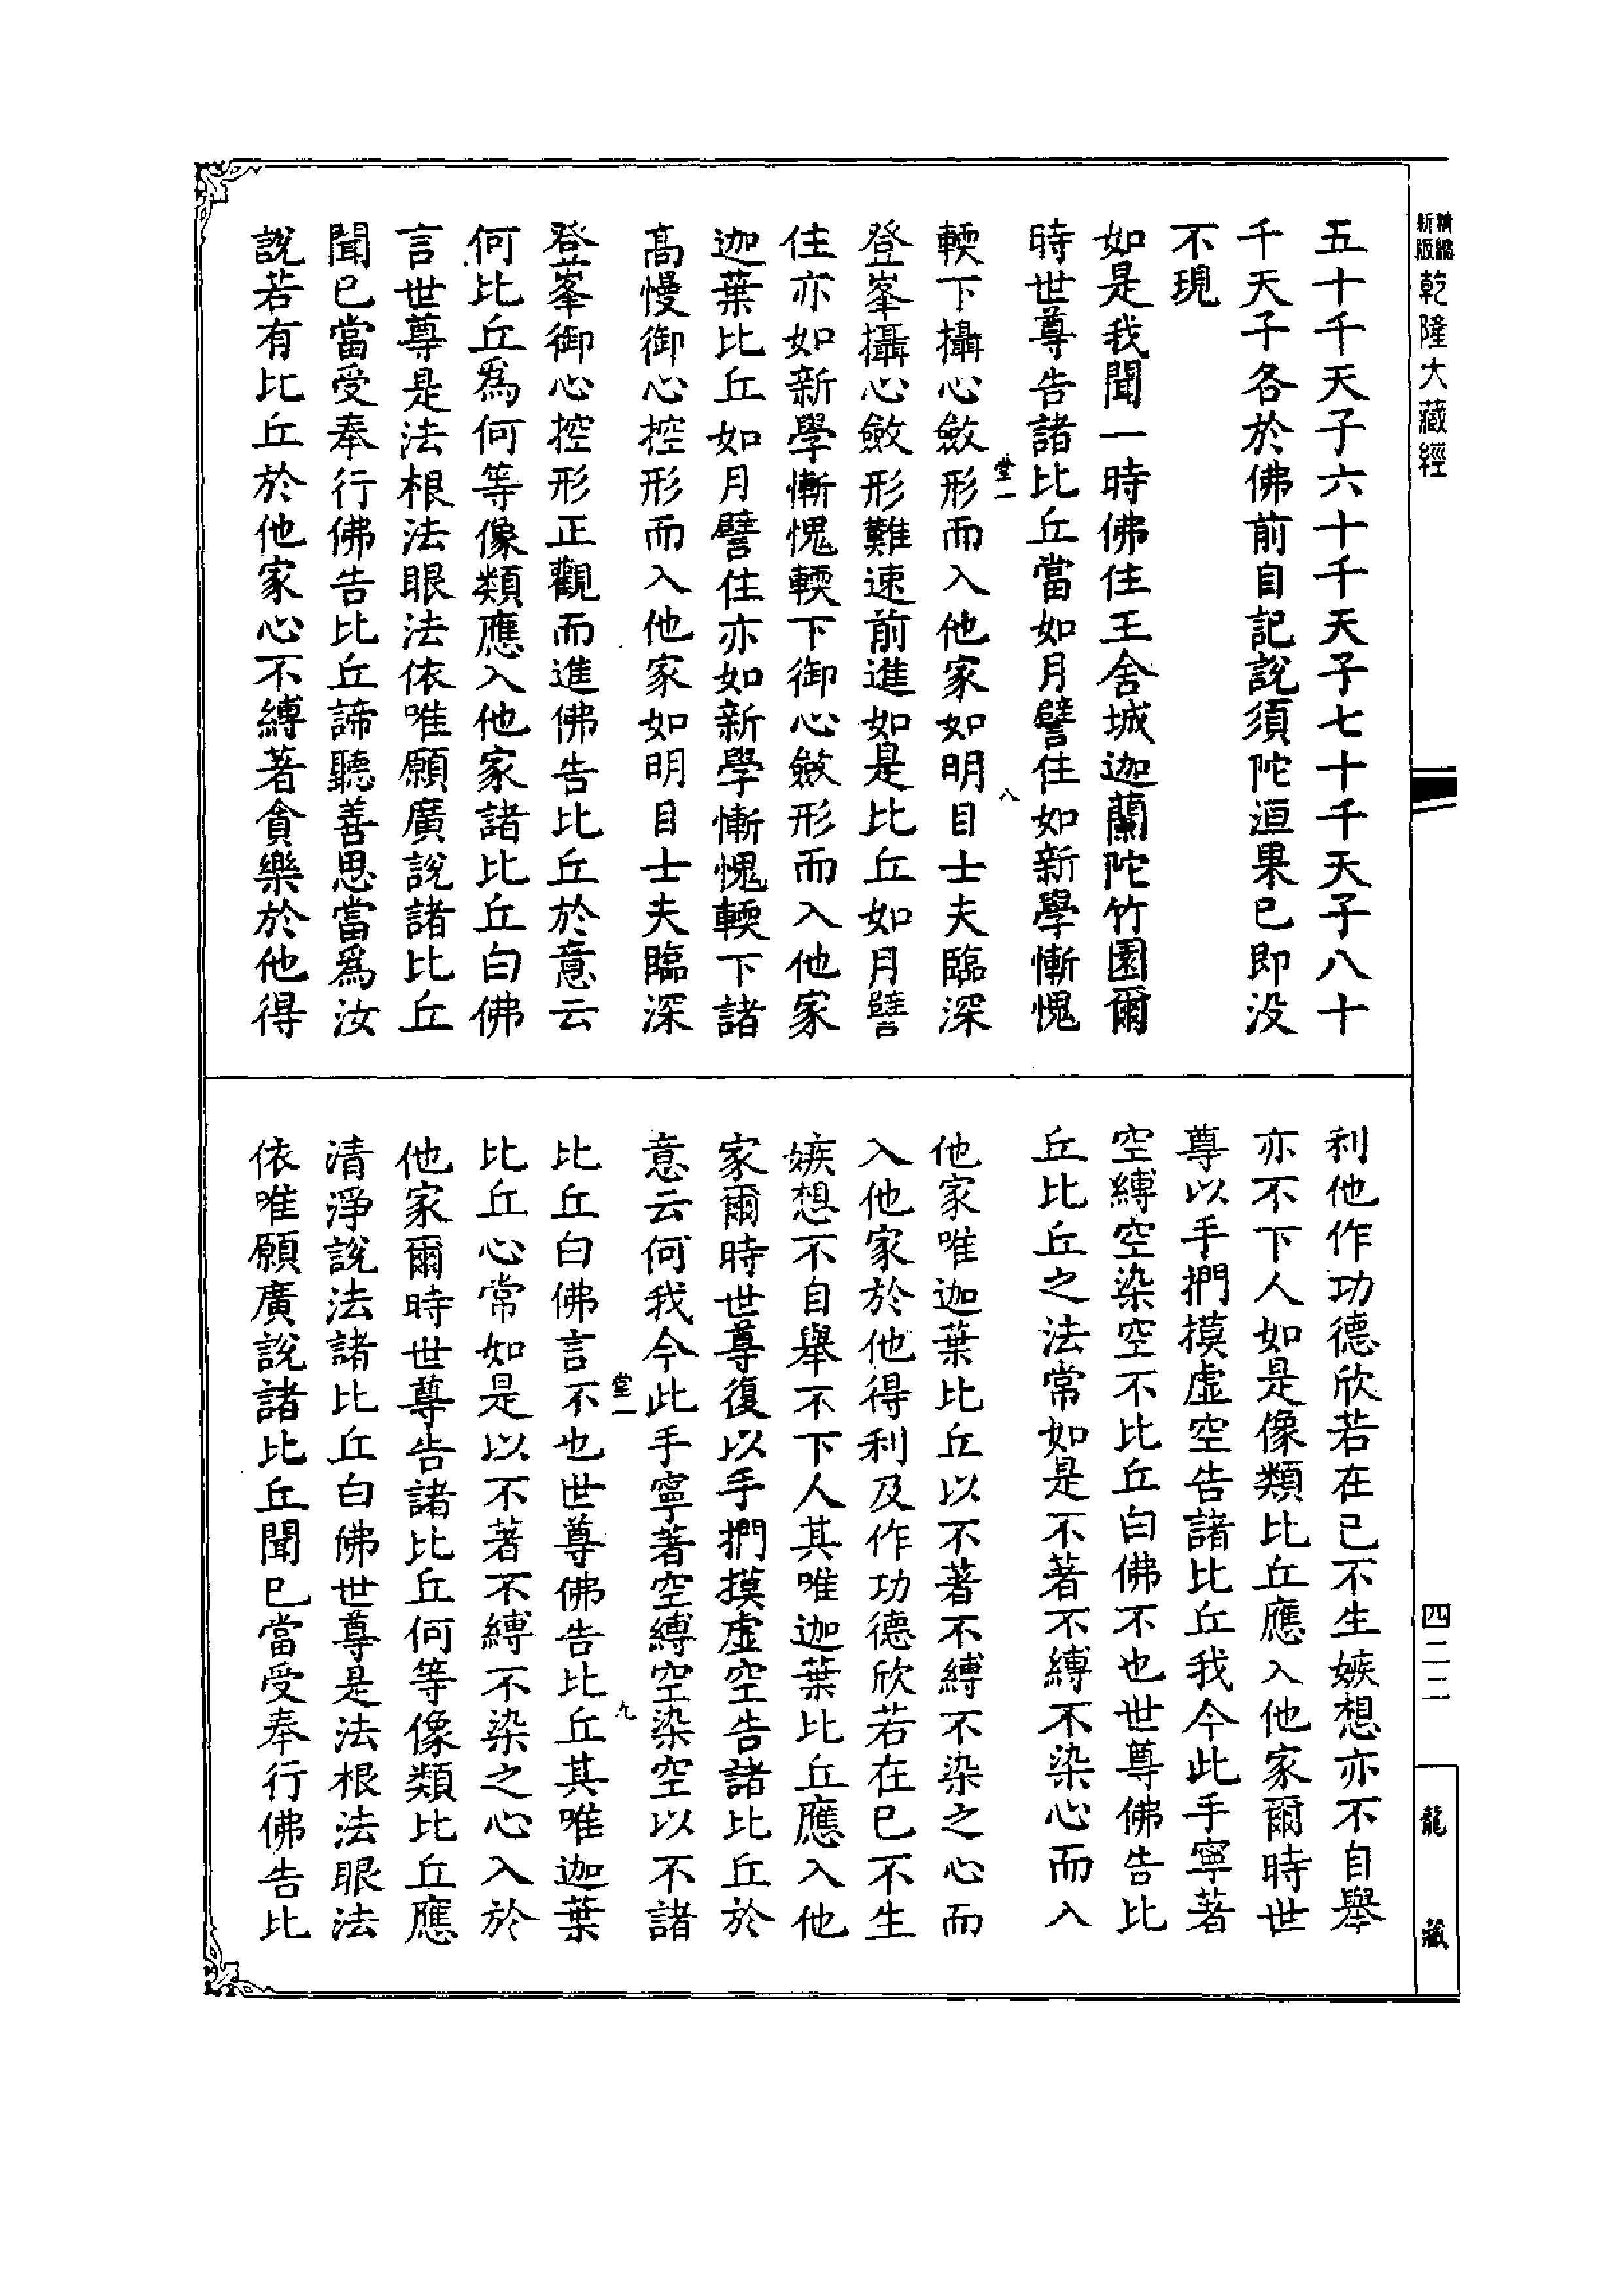 新版
精縮
乾隆大藏經
五十千天子六十千天子七十千天子八十
千天子各於佛前自記說須陀洹果已即没
不現
如是我聞一時佛住王舍城迦蘭陀竹園爾
時世尊告諸比丘當如月譬住如新學慚愧
堂一
八
輭下攝心斂形而入他家如明目士夫臨深
登峯攝心斂形難速前進如是比丘如月譬
住亦如新學慚愧輭下御心斂形而入他家
迦葉比丘如月譬住亦如新學慚愧輭下諸
高慢御心控形而入他家如明目士夫臨深
登峯御心控形正觀而進佛告比丘於意云
何比丘爲何等像類應入他家諸比丘白佛
言世尊是法根法眼法依唯願廣說諸比丘
聞已當受奉行佛告比丘諦聽善思當爲汝
說若有比丘於他家心不縛著貪樂於他得
利他作功德欣若在已不生嫉想亦不自舉
亦不下人如是像類比丘應入他家爾時世
尊以手捫摸虛空告諸比丘我今此手寧著
空縛空染空不比丘白佛不也世尊佛告比
丘比丘之法常如是不著不縛不染心而入
他家唯迦葉比丘以不著不縛不染之心而
入他家於他得利及作功德欣若在已不生
嫉想不自舉不下人其唯迦葉比丘應入他
家爾時世尊復以手捫摸虛空告諸比丘於
意云何我今此手寧著空縛空染空以不諸
堂一
九
比丘白佛言不也世尊佛告比丘其唯迦葉
比丘心常如是以不著不縛不染之心入於
他家爾時世尊告諸比丘何等像類比丘應
清淨說法諸比丘白佛世尊是法根法眼法
依唯願廣說諸比丘聞已當受奉行佛告比
四二二
龍藏